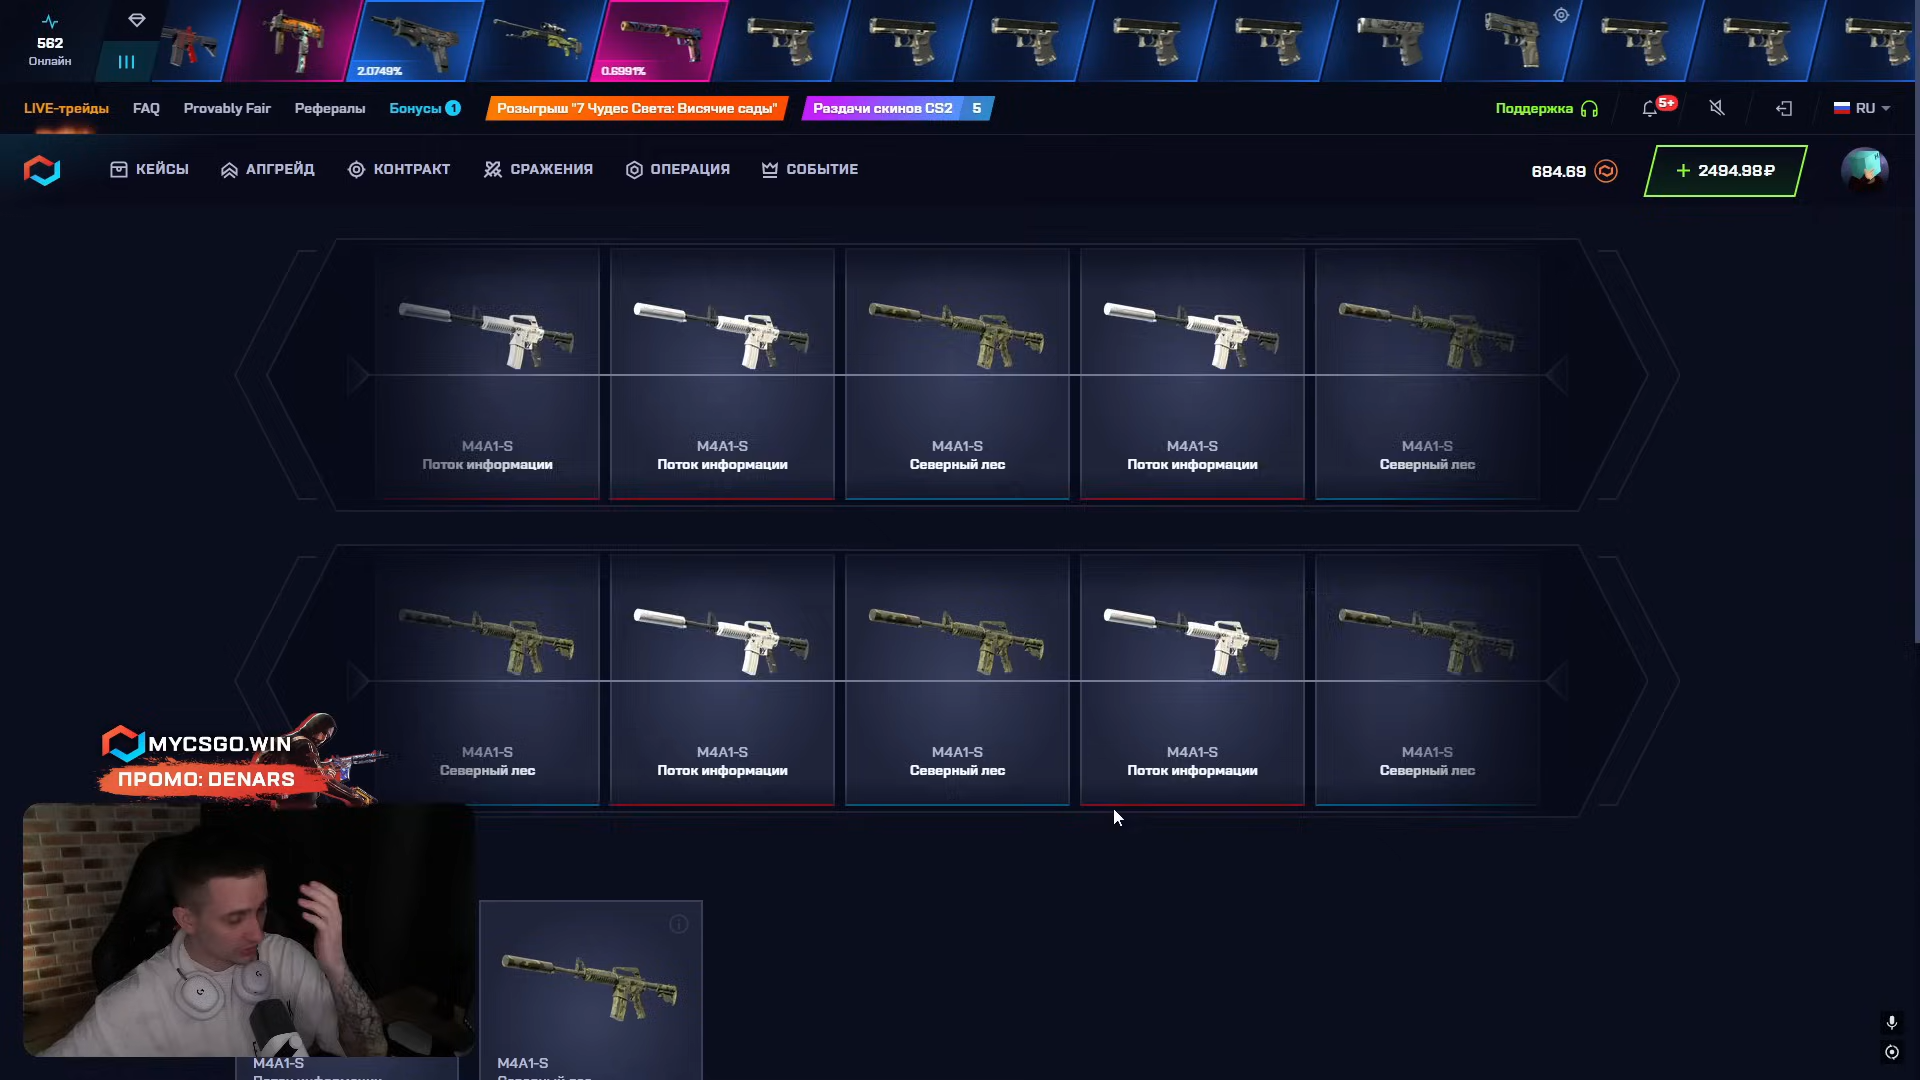 562
Онлайн
2.0749%
0.6991%
LIVE-трейды
FAQ
Provably Fair
Рефералы
Бонусы 1
Розыгрыш "7 Чудес Света: Висячие сады"
Раздачи скинов CS2 5
Поддержка
5+
RU
КЕЙСЫ
АПГРЕЙД
КОНТРАКТ
СРАЖЕНИЯ
ОПЕРАЦИЯ
СОБЫТИЕ
684.69
+ 2494.98₽
M4A1-S
Поток информации
M4A1-S
Поток информации
M4A1-S
Северный лес
M4A1-S
Поток информации
M4A1-S
Северный лес
M4A1-S
Северный лес
M4A1-S
Поток информации
M4A1-S
Северный лес
M4A1-S
Поток информации
M4A1-S
Северный лес
MYCSGO.WIN
ПРОМО: DENARS
M4A1-S
M4A1-S